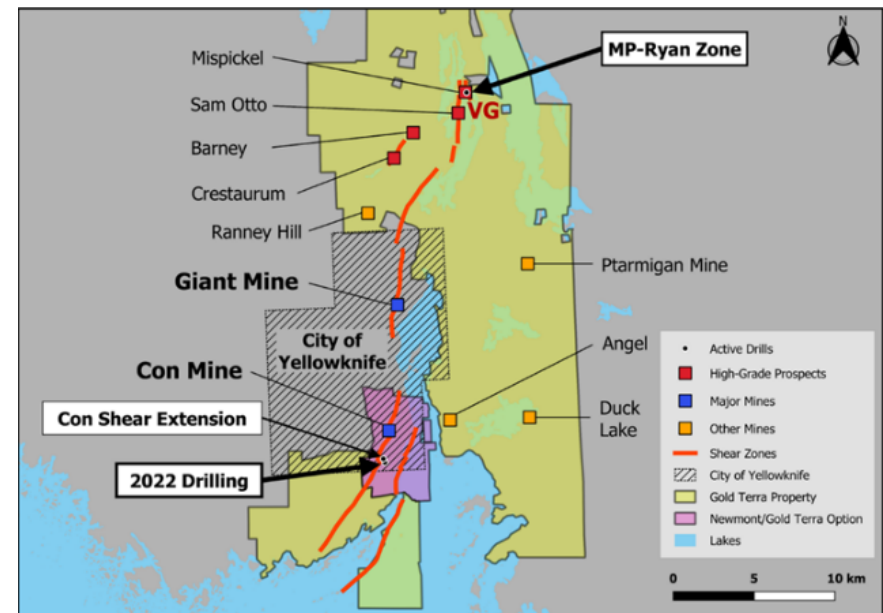 N
Mispickel
MP-Ryan Zone
Sam Otto
VG
Barney
Crestaurum
Ranney Hill
Ptarmigan Mine
Giant Mine
City of
Yellowknife
Angel
Con Mine
Duck
Lake
Con Shear Extension
2022 Drilling
Active Drills
High-Grade Prospects
Major Mines
Other Mines
Shear Zones
City of Yellowknife
Gold Terra Property
Newmont/Gold Terra Option
Lakes
0 5 10 km